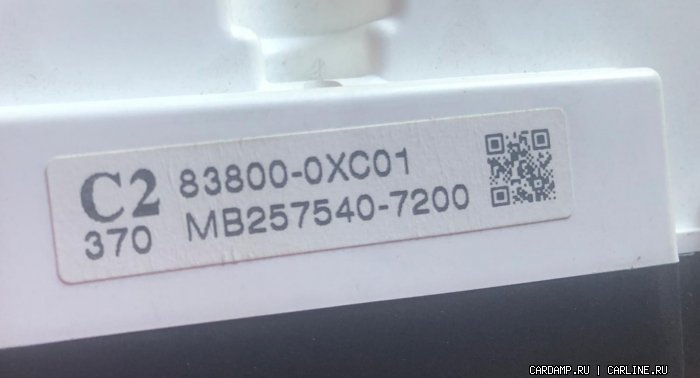 C2 83800-0XC01
370 MB257540-7200
CARDAMP.RU | CARLINE.RU